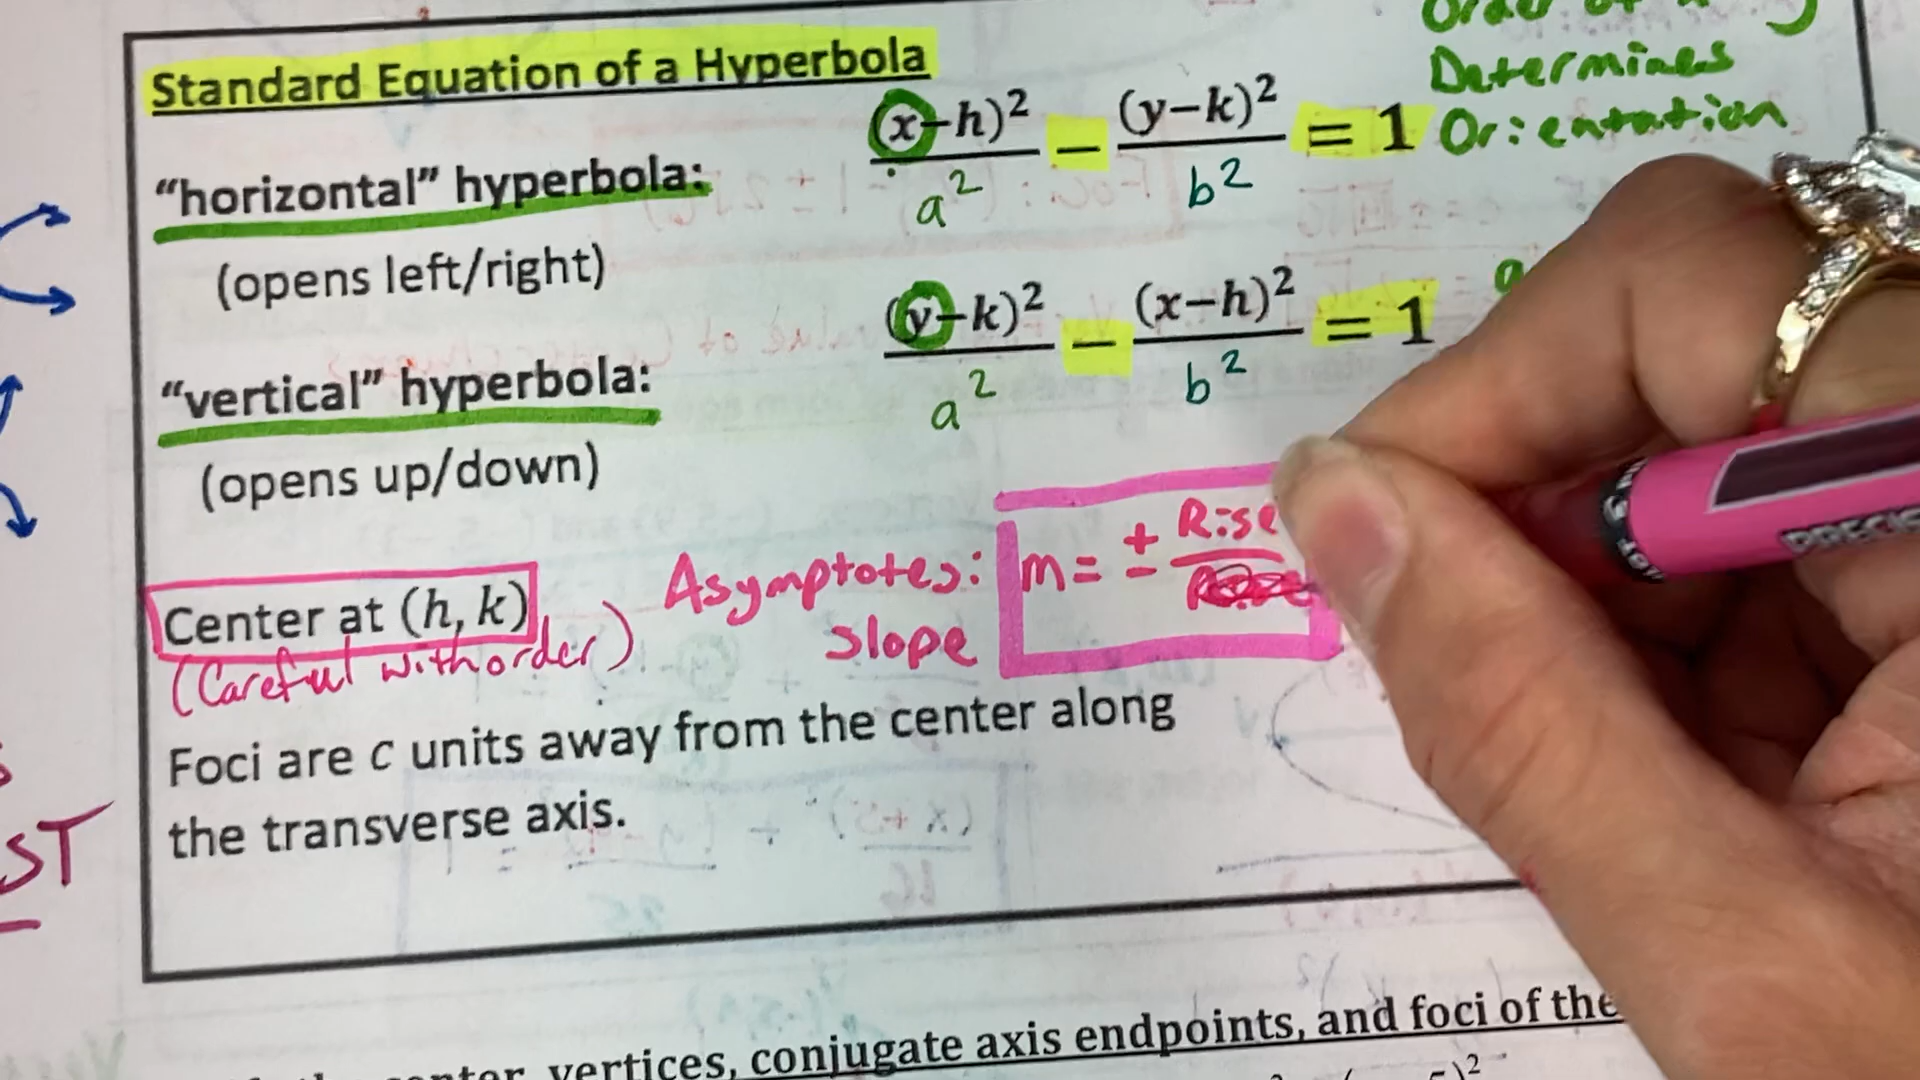 Standard Equation of a Hyperbola
Determines
Orientation
"horizontal" hyperbola:
(x-h)²/a² - (y-k)²/b² = 1
(opens left/right)
"vertical" hyperbola:
(y-k)²/a² - (x-h)²/b² = 1
a
(opens up/down)
Asymptotes:
slope
m = ± Rise
Center at (h, k)
(Careful with order)
Foci are c units away from the center along
the transverse axis.
ST
vertices, conjugate axis endpoints, and foci of the
PRECIS